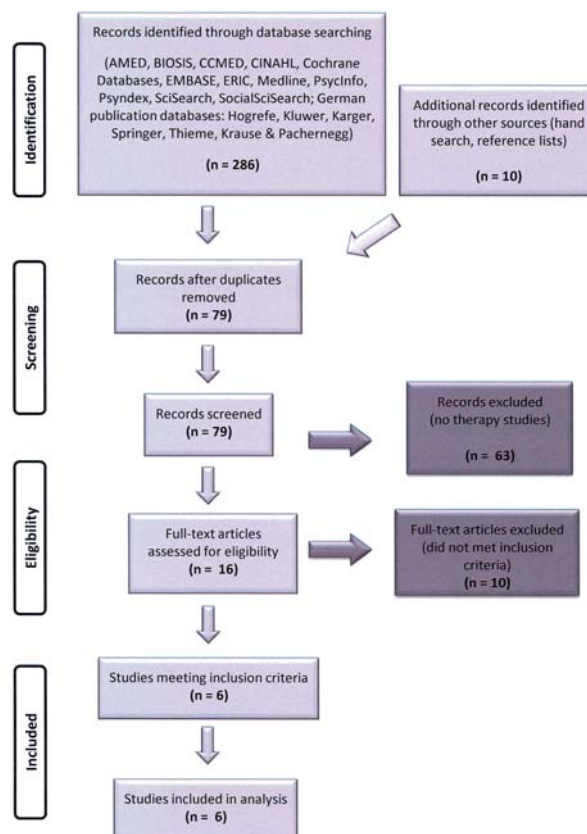 Identification
Records identified through database searching
(AMED, BIOSIS, CCMED, CINAHL, Cochrane
Databases, EMBASE, ERIC, Medline, PsycInfo,
Psyndex, SciSearch, SocialSciSearch; German
publication databases: Hogrefe, Kluwer, Karger,
Springer, Thieme, Krause & Pachernegg)
(n = 286)
Additional records identified
through other sources (hand
search, reference lists)
(n = 10)
Screening
Records after duplicates
removed
(n = 79)
Records screened
(n = 79)
Records excluded
(no therapy studies)
(n = 63)
Eligibility
Full-text articles
assessed for eligibility
(n = 16)
Full-text articles excluded
(did not met inclusion
criteria)
(n = 10)
Included
Studies meeting inclusion criteria
(n = 6)
Studies included in analysis
(n = 6)